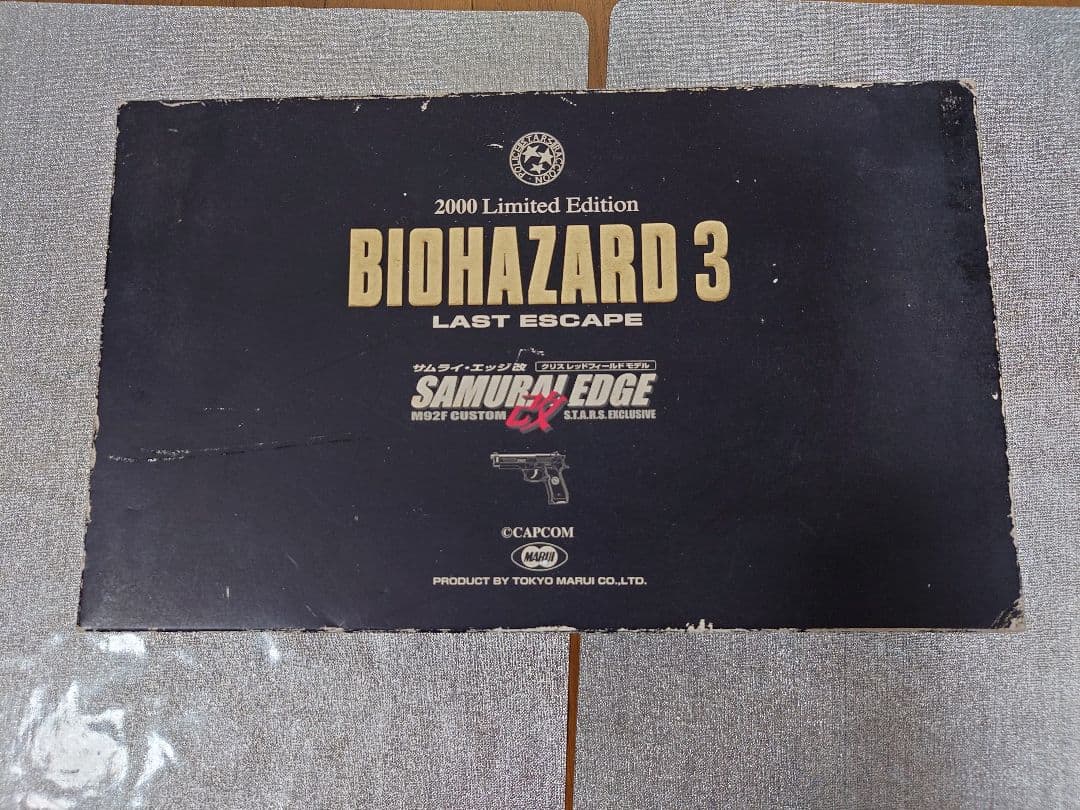 POLICE S.T.A.R.S. RACCOON
2000 Limited Edition
BIOHAZARD 3
LAST ESCAPE
サムライ・エッジ改 クリス レッドフィールド モデル
SAMURAI EDGE
M92F CUSTOM 改 S.T.A.R.S. EXCLUSIVE
©CAPCOM
MARUI
PRODUCT BY TOKYO MARUI CO.,LTD.